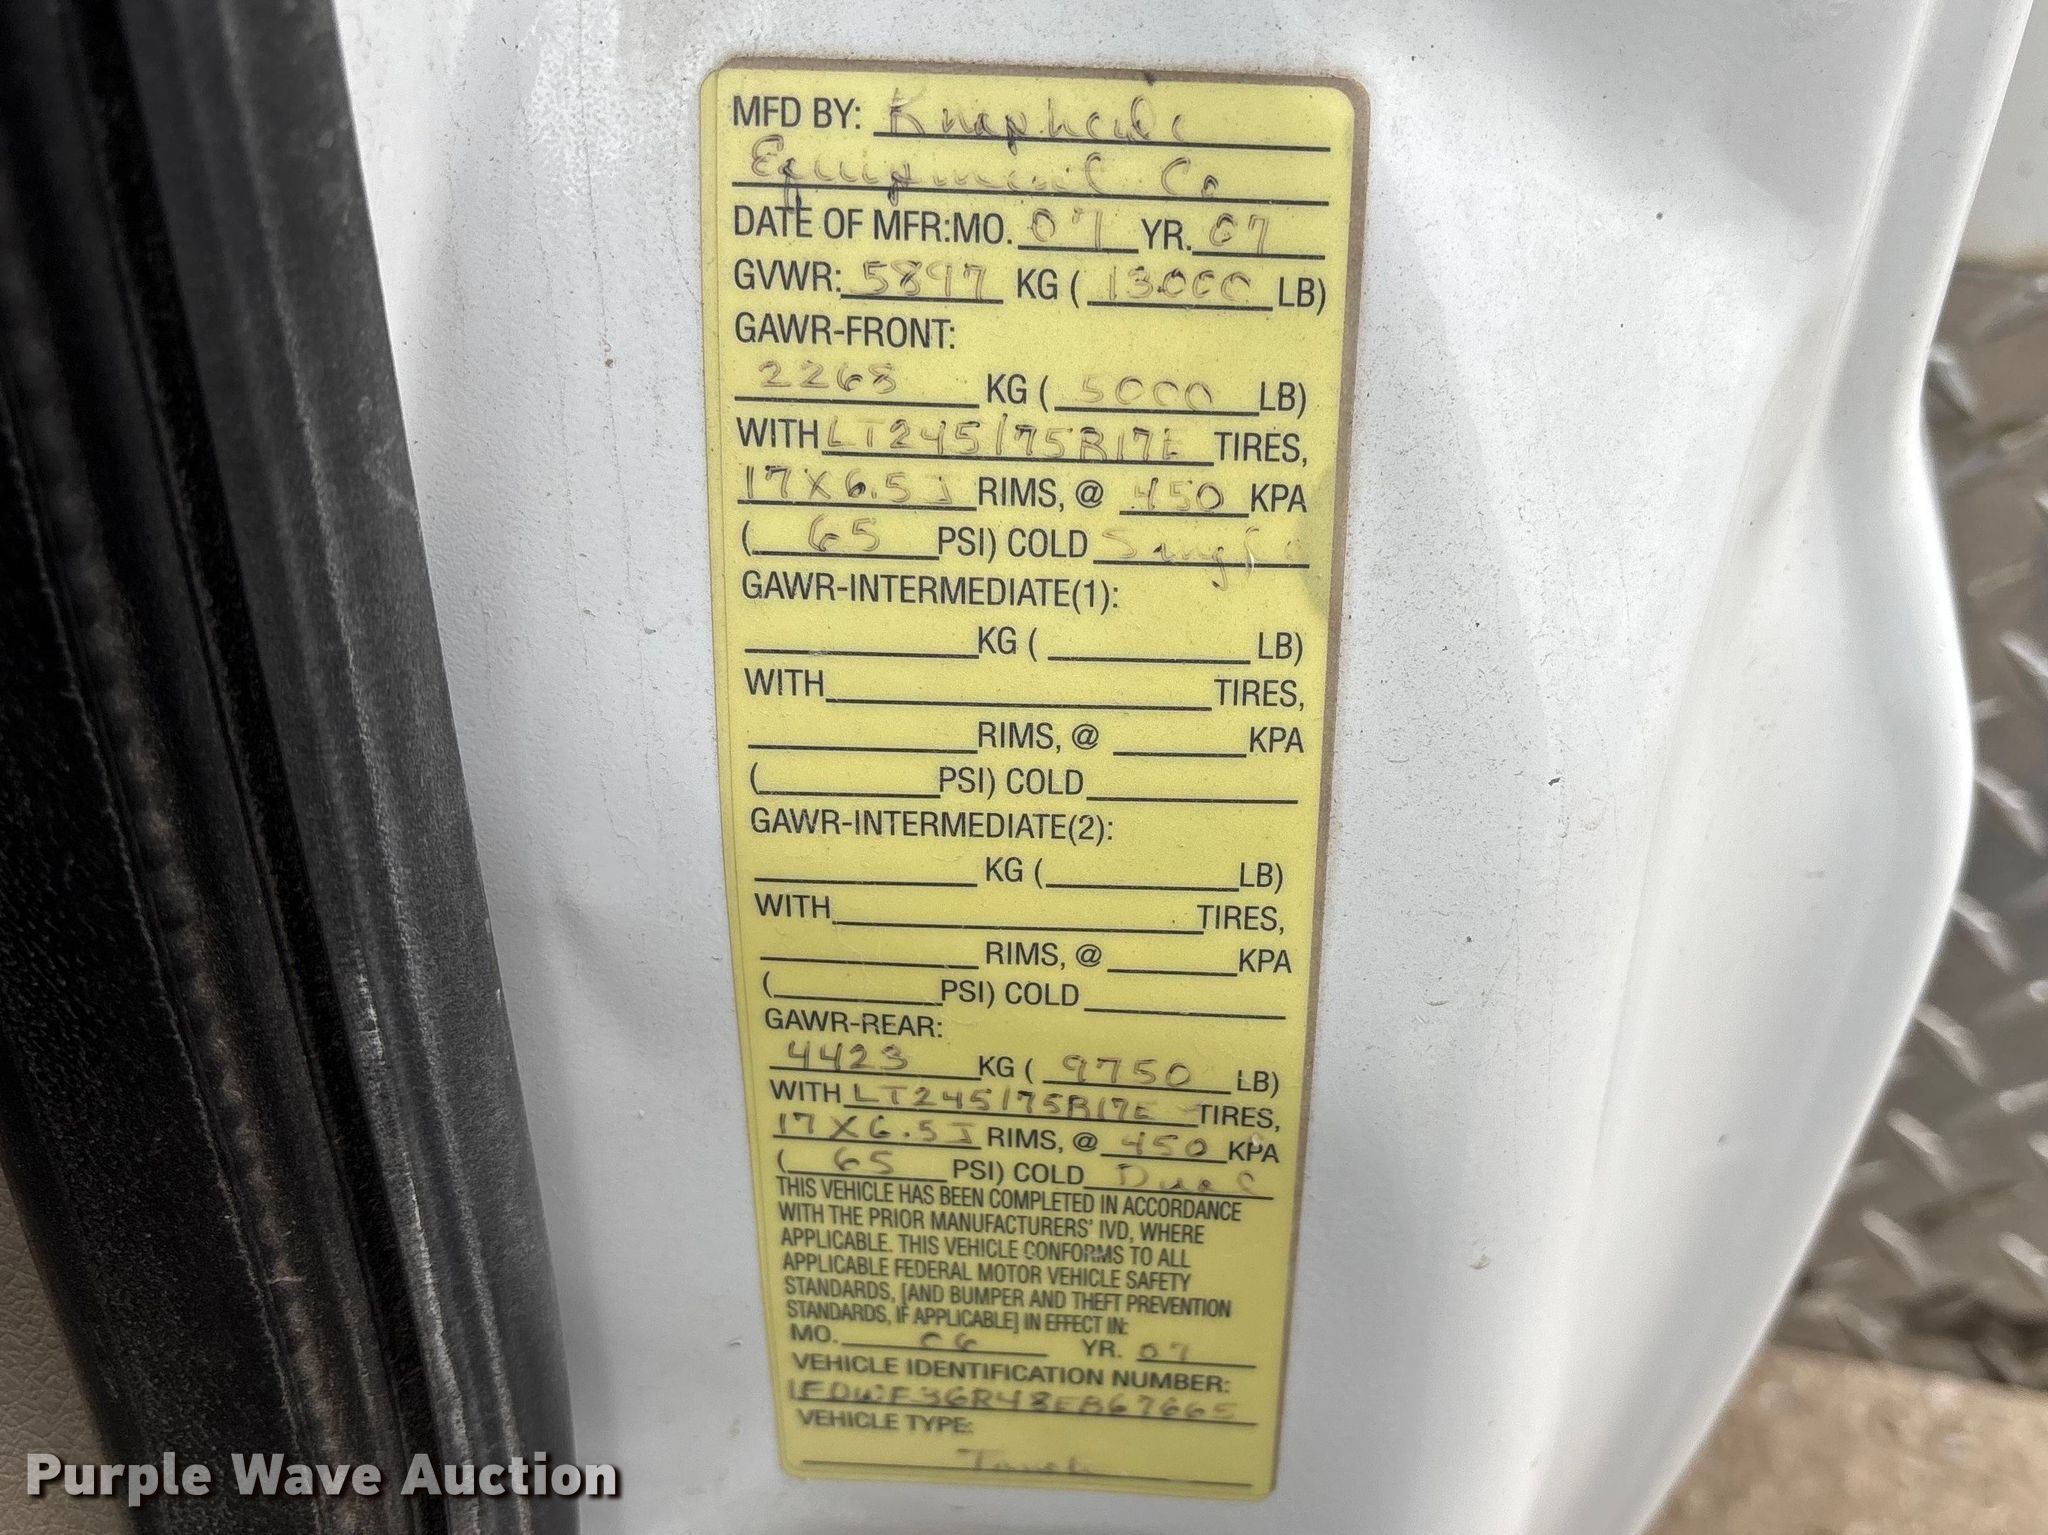 MFD BY: Knapheide
Equipment Co
DATE OF MFR:MO. 07 YR. 07
GVWR: 5897 KG ( 13000 LB)
GAWR-FRONT:
2268 KG ( 5000 LB)
WITH LT245/75R17E TIRES,
17X6.5J RIMS, @ 450 KPA
( 65 PSI) COLD Single
GAWR-INTERMEDIATE(1):
KG ( LB)
WITH TIRES,
RIMS, @ KPA
( PSI) COLD
GAWR-INTERMEDIATE(2):
KG ( LB)
WITH TIRES,
RIMS, @ KPA
( PSI) COLD
GAWR-REAR:
4423 KG ( 9750 LB)
WITH LT245/75R17E TIRES,
17X6.5J RIMS, @ 450 KPA
( 65 PSI) COLD Dual
THIS VEHICLE HAS BEEN COMPLETED IN ACCORDANCE
WITH THE PRIOR MANUFACTURERS' IVD, WHERE
APPLICABLE. THIS VEHICLE CONFORMS TO ALL
APPLICABLE FEDERAL MOTOR VEHICLE SAFETY
STANDARDS, [AND BUMPER AND THEFT PREVENTION
STANDARDS, IF APPLICABLE] IN EFFECT IN:
MO. 06 YR. 07
VEHICLE IDENTIFICATION NUMBER:
1FDWF36R48EB67665
VEHICLE TYPE:
Truck
Purple Wave Auction